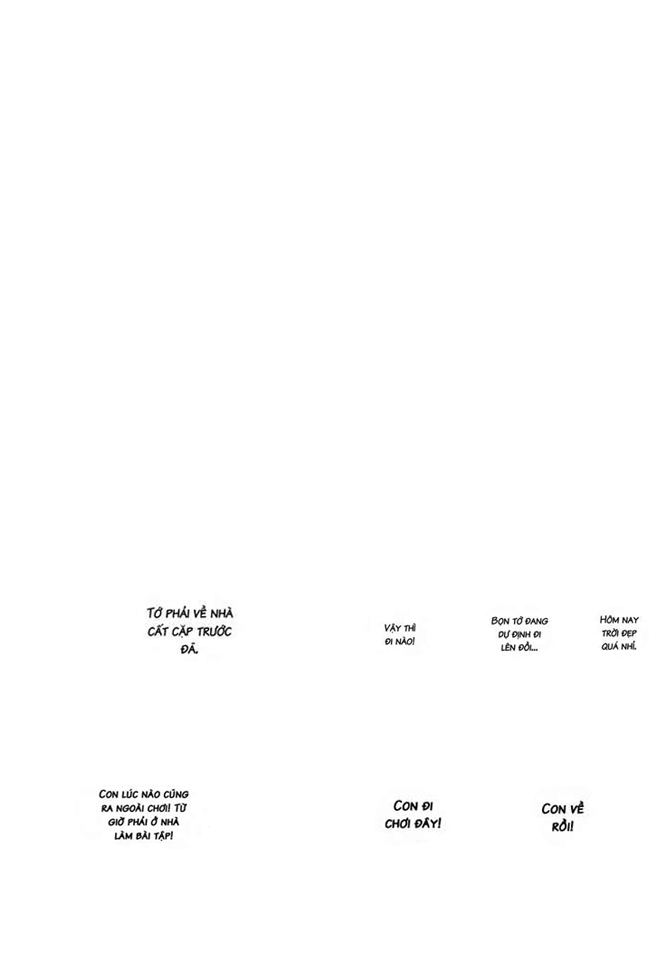 HÔM NAY
TRỜI ĐẸP
QUÁ NHỈ.
BỌN TỚ ĐANG
DỰ ĐỊNH ĐI
LÊN ĐỒI...
VẬY THÌ
ĐI NÀO!
TỚ PHẢI VỀ NHÀ
CẤT CẶP TRƯỚC
ĐÃ.
CON VỀ
RỒI!
CON ĐI
CHƠI ĐÂY!
CON LÚC NÀO CŨNG
RA NGOÀI CHƠI! TỪ
GIỜ PHẢI Ở NHÀ
LÀM BÀI TẬP!